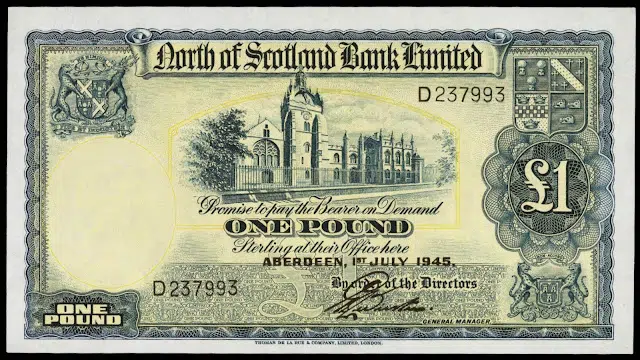 North of Scotland Bank Limited
D 237993
£1
Promise to pay the Bearer on Demand
ONE POUND
Sterling at their Office here
ABERDEEN, 1ST JULY 1945.
D 237993
By order of the Directors
ONE
POUND
GENERAL MANAGER
THOMAS DE LA RUE & COMPANY, LIMITED, LONDON.